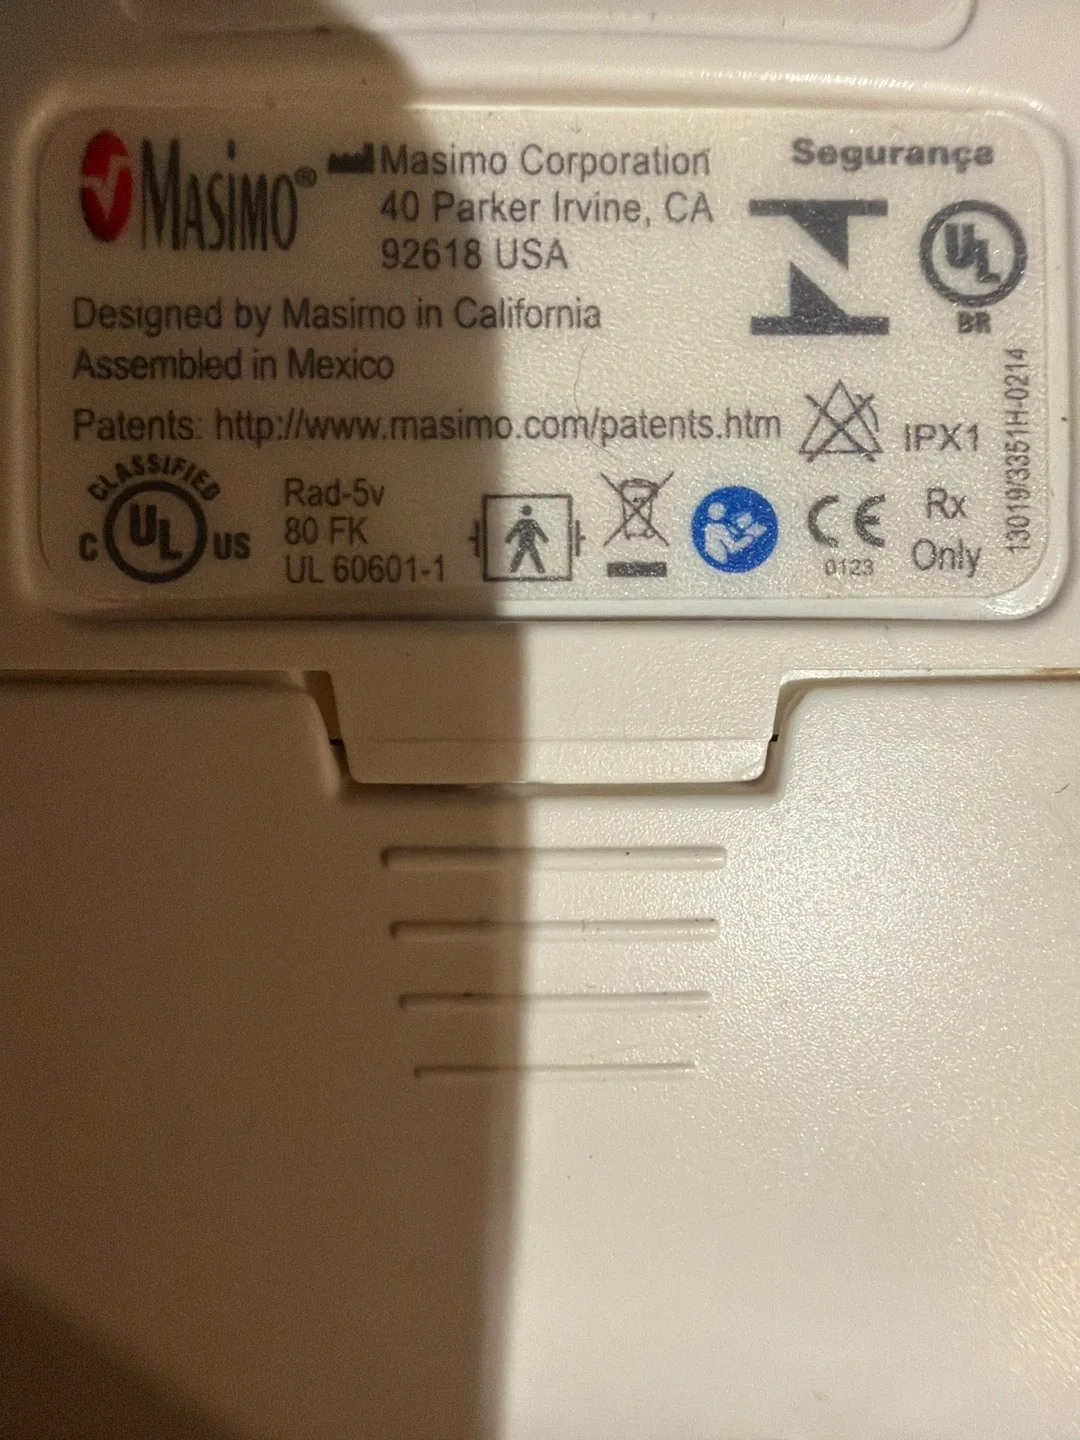 Masimo®
Masimo Corporation
40 Parker Irvine, CA
92618 USA
Segurança
UL
BR
Designed by Masimo in California
Assembled in Mexico
Patents: http://www.masimo.com/patents.htm
IPX1
13019/3351H-0214
CLASSIFIED
C UL US
Rad-5v
80 FK
UL 60601-1
CE
0123
Rx
Only